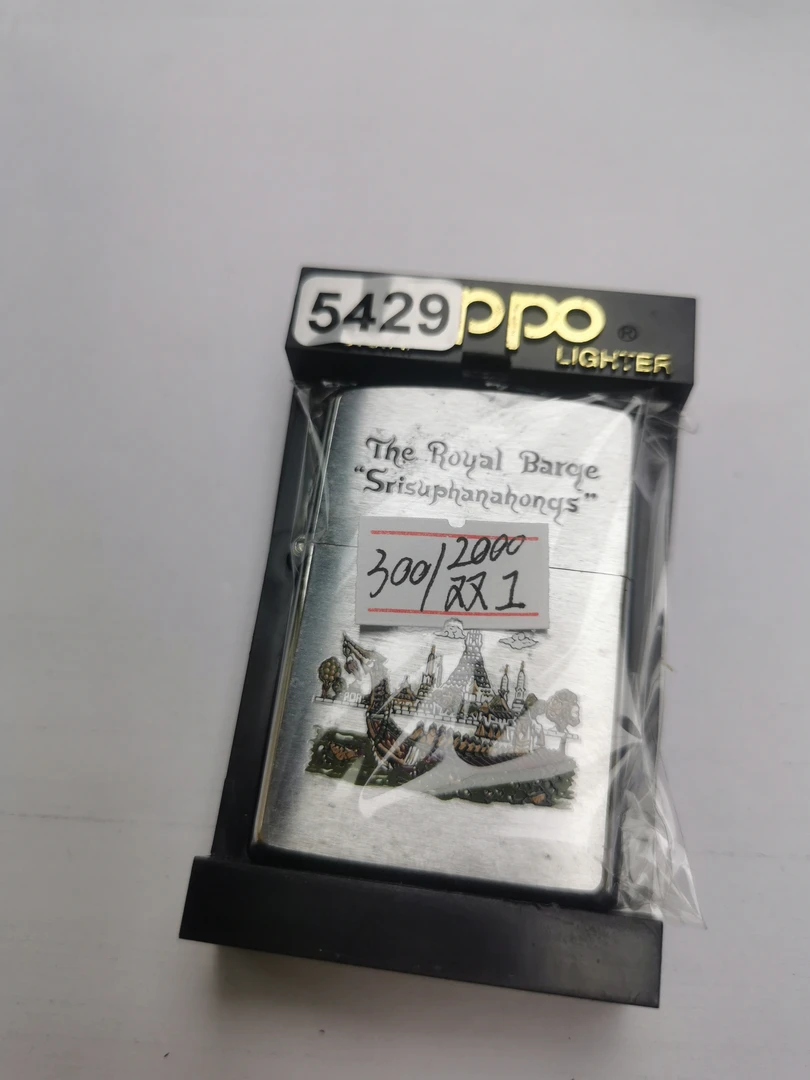 5429
ppo ®
LIGHTER
The Royal Barge
"Srisuphanahongs"
300/2000
双 1